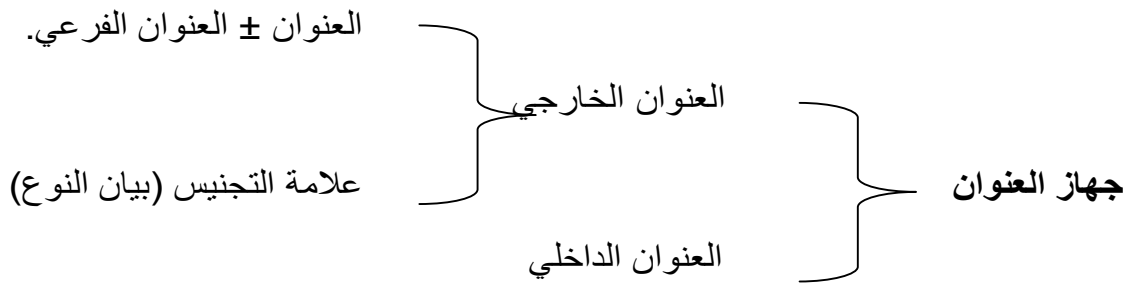 العنوان ± العنوان الفرعي.
العنوان الخارجي
علامة التجنيس (بيان النوع)
جهاز العنوان
العنوان الداخلي